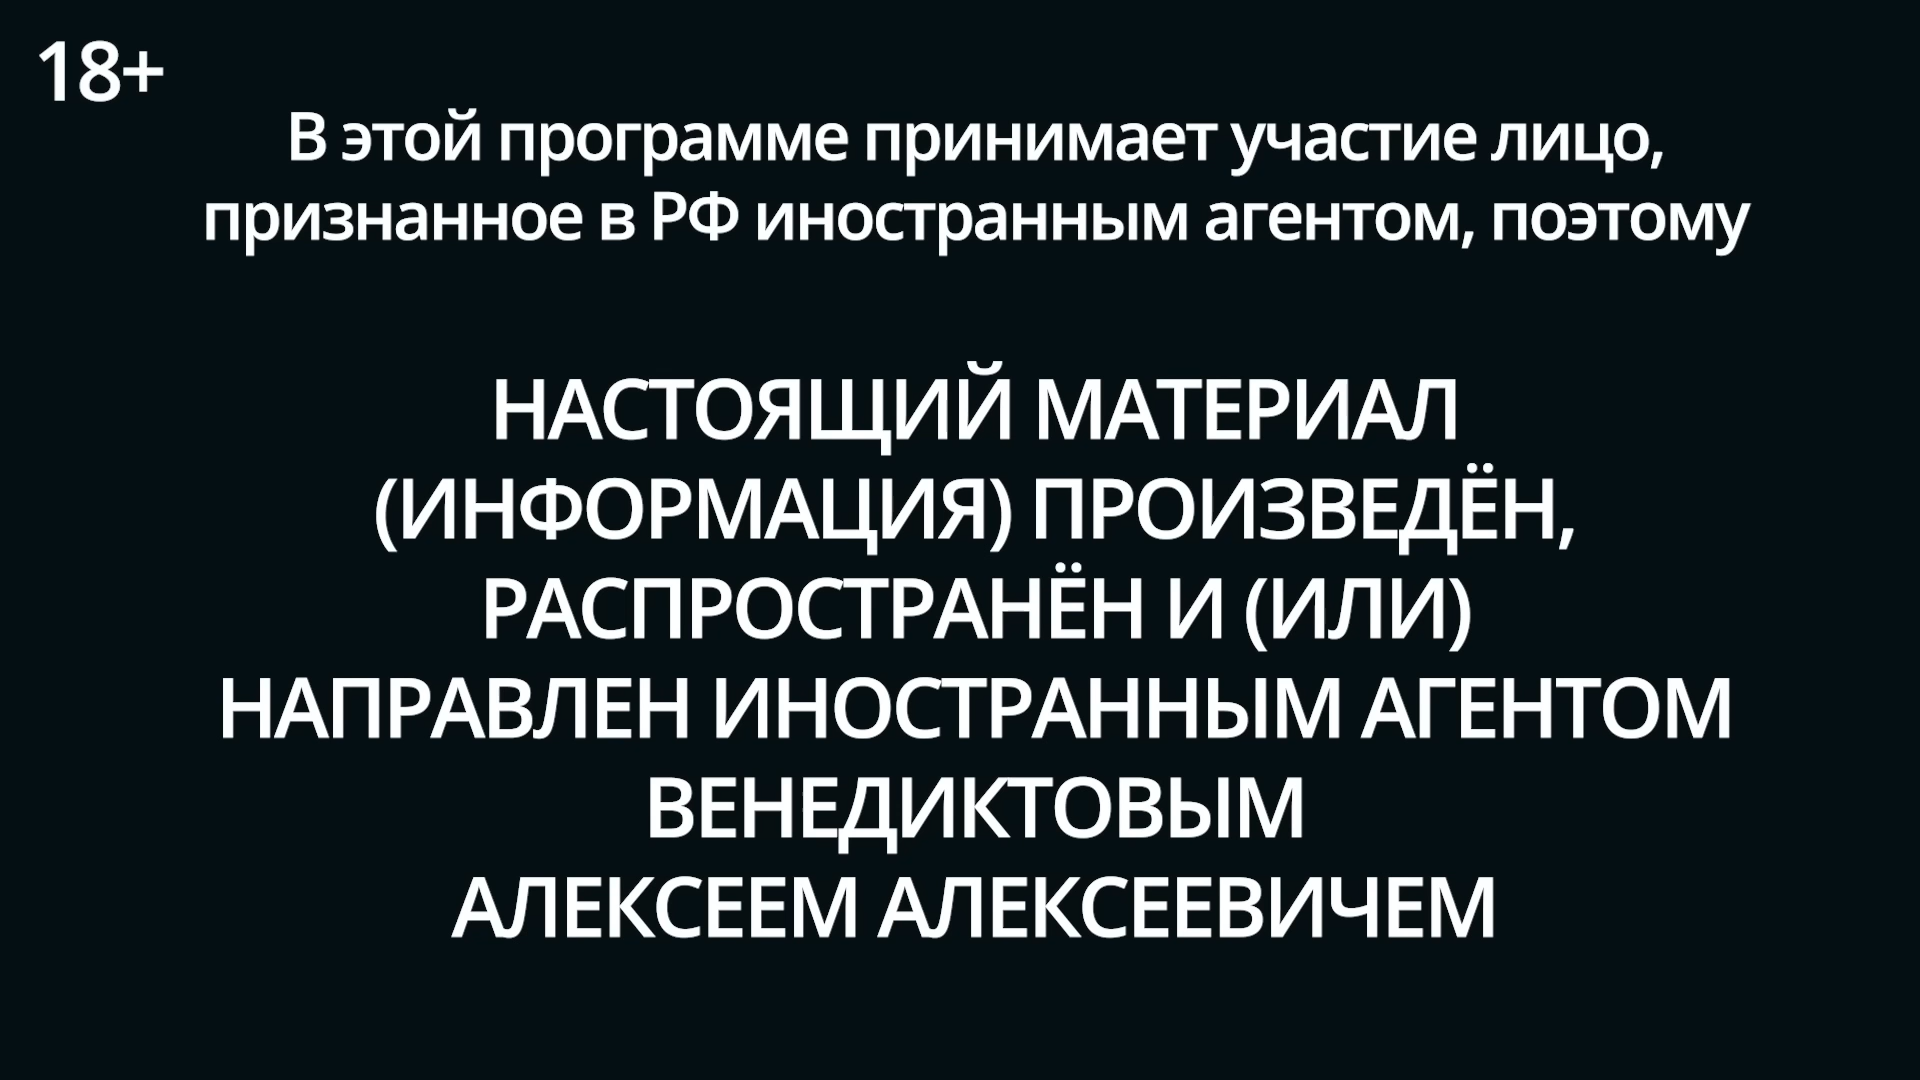 18+
В этой программе принимает участие лицо,
признанное в РФ иностранным агентом, поэтому
НАСТОЯЩИЙ МАТЕРИАЛ
(ИНФОРМАЦИЯ) ПРОИЗВЕДЁН,
РАСПРОСТРАНЁН И (ИЛИ)
НАПРАВЛЕН ИНОСТРАННЫМ АГЕНТОМ
ВЕНЕДИКТОВЫМ
АЛЕКСЕЕМ АЛЕКСЕЕВИЧЕМ